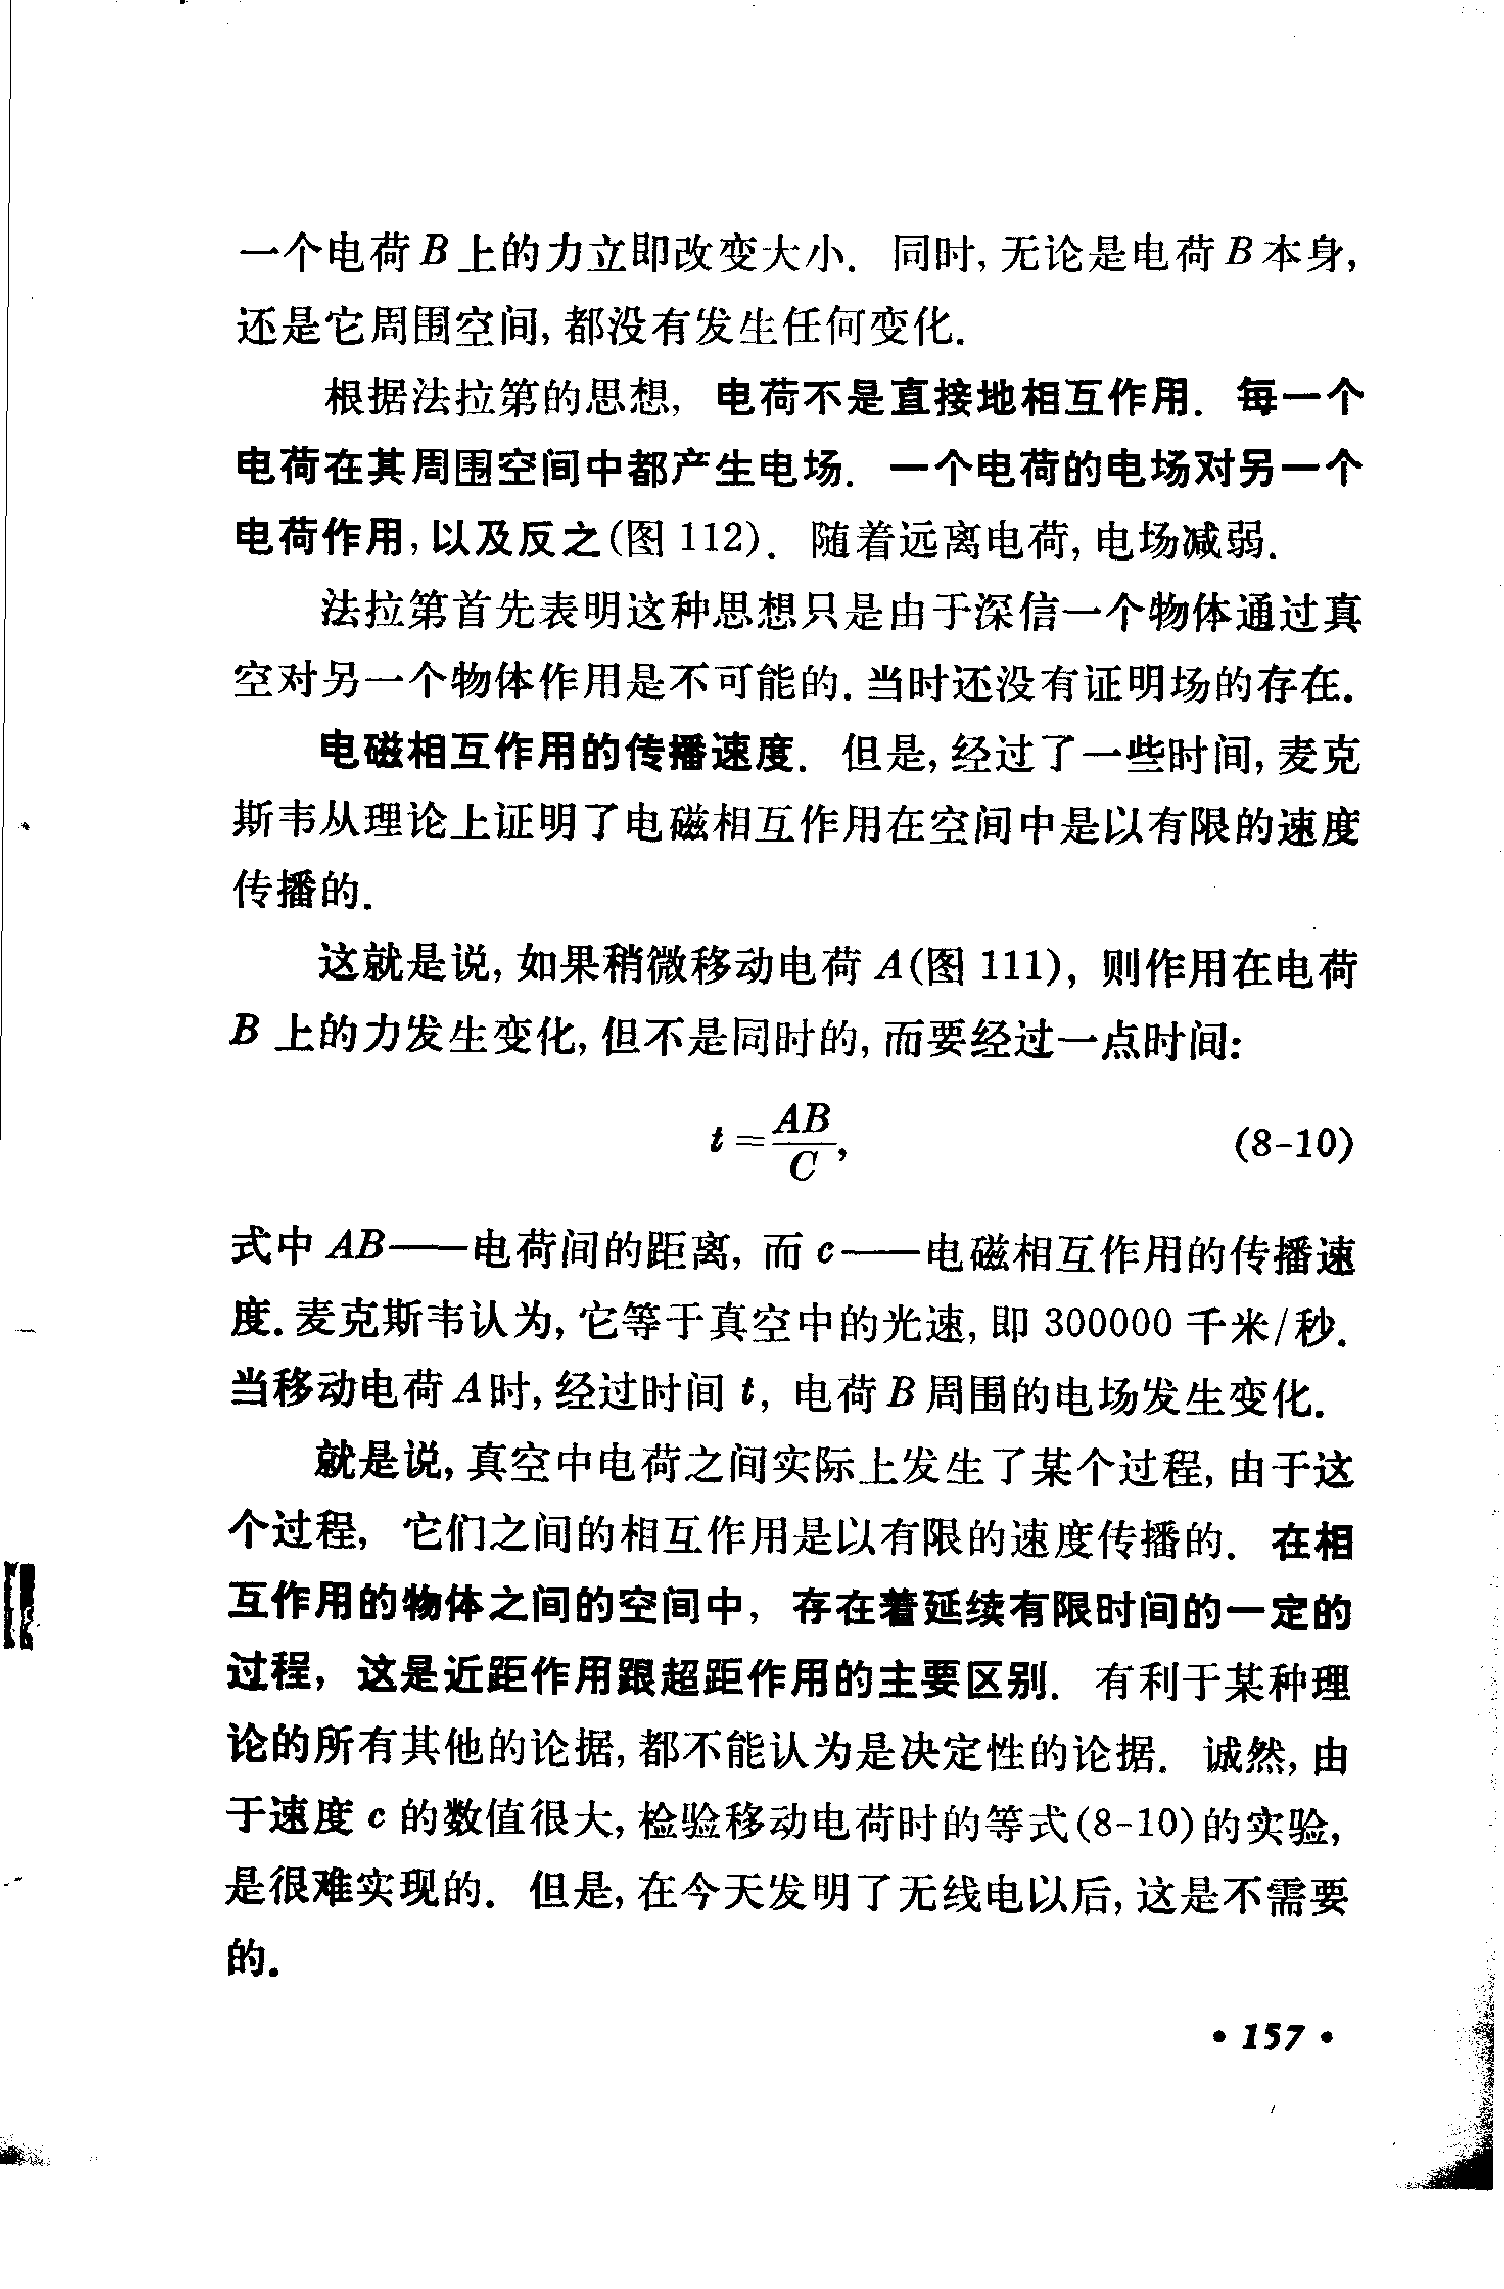 一个电荷 B 上的力立即改变大小． 同时, 无论是电荷 B 本身,
还是它周围空间, 都没有发生任何变化．
根据法拉第的思想, 电荷不是直接地相互作用． 每一个
电荷在其周围空间中都产生电场． 一个电荷的电场对另一个
电荷作用, 以及反之 (图 112)． 随着远离电荷, 电场减弱．
法拉第首先表明这种思想只是由于深信一个物体通过真
空对另一个物体作用是不可能的. 当时还没有证明场的存在.
电磁相互作用的传播速度． 但是, 经过了一些时间, 麦克
斯韦从理论上证明了电磁相互作用在空间中是以有限的速度
传播的.
这就是说, 如果稍微移动电荷 A(图 111), 则作用在电荷
B 上的力发生变化, 但不是同时的, 而要经过一点时间:
t = AB/C, (8-10)
式中 AB——电荷间的距离, 而 c——电磁相互作用的传播速
度. 麦克斯韦认为, 它等于真空中的光速, 即 300000 千米/秒.
当移动电荷 A 时, 经过时间 t, 电荷 B 周围的电场发生变化.
就是说, 真空中电荷之间实际上发生了某个过程, 由于这
个过程, 它们之间的相互作用是以有限的速度传播的． 在相
互作用的物体之间的空间中, 存在着延续有限时间的一定的
过程, 这是近距作用跟超距作用的主要区别． 有利于某种理
论的所有其他的论据, 都不能认为是决定性的论据． 诚然, 由
于速度 c 的数值很大, 检验移动电荷时的等式 (8-10) 的实验,
是很难实现的． 但是, 在今天发明了无线电以后, 这是不需要
的.
• 157 •